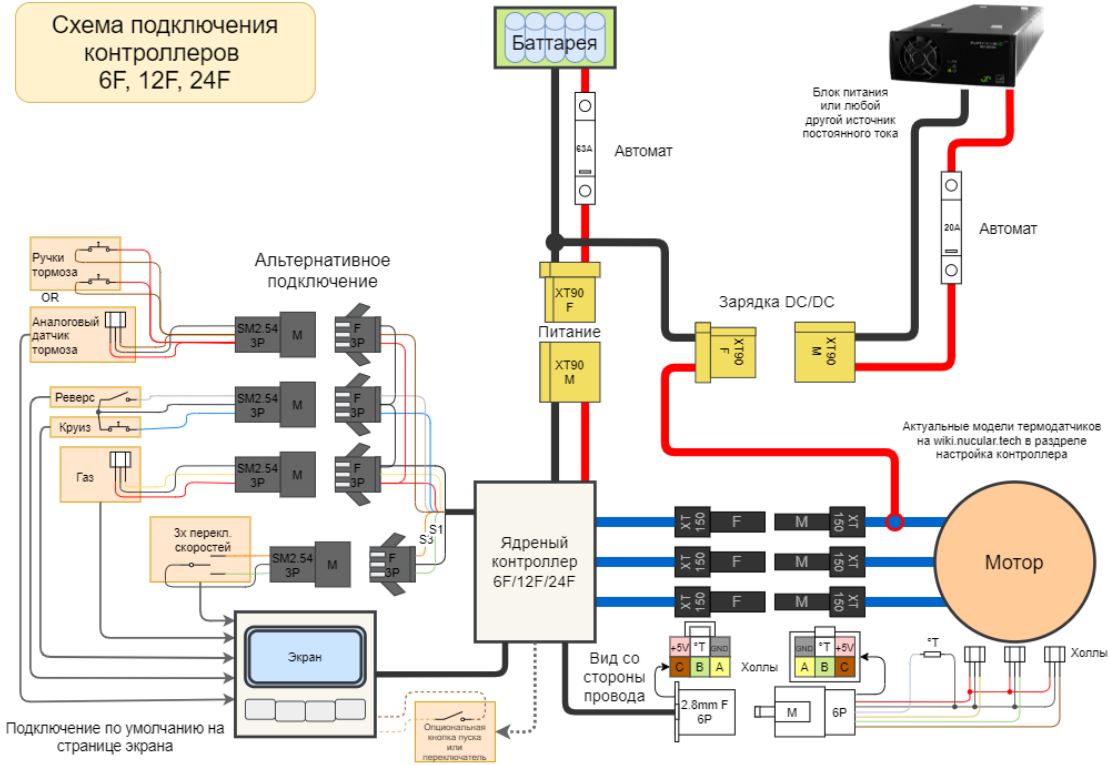 Схема подключения
контроллеров
6F, 12F, 24F
Баттарея
63A
Автомат
Блок питания
или любой
другой источник
постоянного тока
20A
Автомат
Ручки
тормоза
OR
Аналоговый
датчик
тормоза
Альтернативное
подключение
SM2.54
3P
M
F
3P
Реверс
Круиз
SM2.54
3P
M
F
3P
Газ
SM2.54
3P
M
F
3P
3х перекл.
скоростей
SM2.54
3P
M
F
3P
S1
S3
XT90
F
Питание
XT90
M
Зарядка DC/DC
XT90
F
XT90
M
Актуальные модели термодатчиков
на wiki.nucular.tech в разделе
настройка контроллера
Ядреный
контроллер
6F/12F/24F
XT
150
F
M
XT
150
XT
150
F
M
XT
150
XT
150
F
M
XT
150
Мотор
Экран
Подключение по умолчанию на
странице экрана
Опциональная
кнопка пуска
или
переключатель
Вид со
стороны
провода
+5V °T GND
C B A
Холлы
GND °T +5V
A B C
2.8mm F
6P
M
6P
°T
Холлы